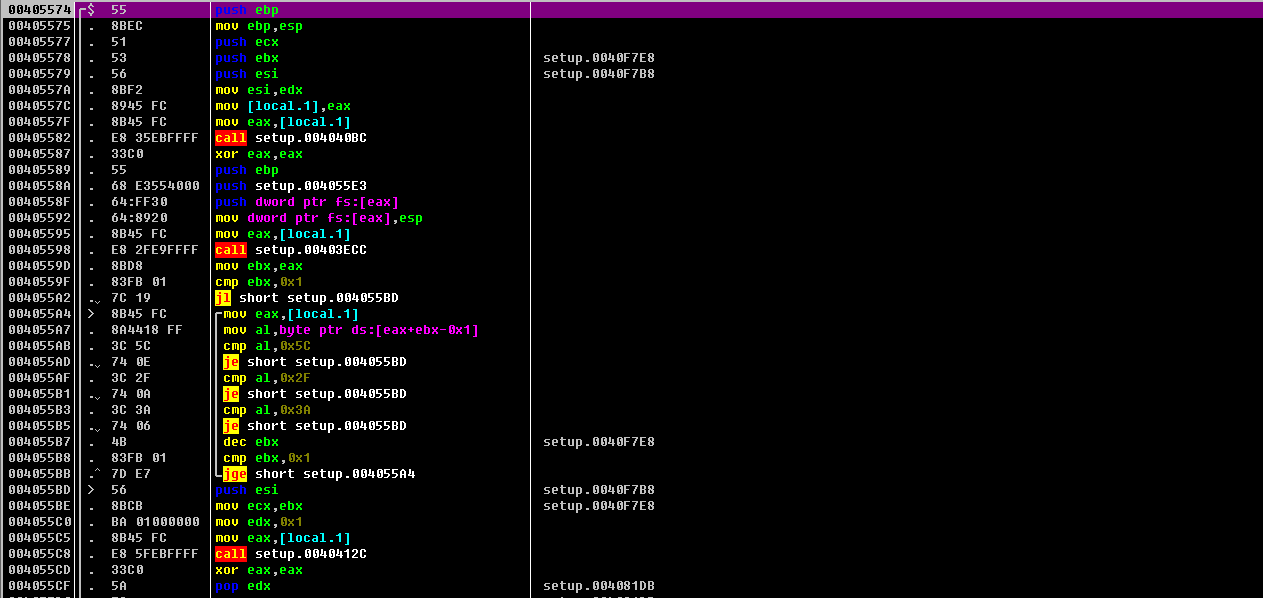 00405574 ┌$ 55 push ebp
00405575 . 8BEC mov ebp,esp
00405577 . 51 push ecx
00405578 . 53 push ebx setup.0040F7E8
00405579 . 56 push esi setup.0040F7B8
0040557A . 8BF2 mov esi,edx
0040557C . 8945 FC mov [local.1],eax
0040557F . 8B45 FC mov eax,[local.1]
00405582 . E8 35EBFFFF call setup.004040BC
00405587 . 33C0 xor eax,eax
00405589 . 55 push ebp
0040558A . 68 E3554000 push setup.004055E3
0040558F . 64:FF30 push dword ptr fs:[eax]
00405592 . 64:8920 mov dword ptr fs:[eax],esp
00405595 . 8B45 FC mov eax,[local.1]
00405598 . E8 2FE9FFFF call setup.00403ECC
0040559D . 8BD8 mov ebx,eax
0040559F . 83FB 01 cmp ebx,0x1
004055A2 .v 7C 19 jl short setup.004055BD
004055A4 > 8B45 FC mov eax,[local.1]
004055A7 . 8A4418 FF mov al,byte ptr ds:[eax+ebx-0x1]
004055AB . 3C 5C cmp al,0x5C
004055AD .v 74 0E je short setup.004055BD
004055AF . 3C 2F cmp al,0x2F
004055B1 .v 74 0A je short setup.004055BD
004055B3 . 3C 3A cmp al,0x3A
004055B5 .v 74 06 je short setup.004055BD
004055B7 . 4B dec ebx setup.0040F7E8
004055B8 . 83FB 01 cmp ebx,0x1
004055BB .^ 7D E7 jge short setup.004055A4
004055BD > 56 push esi setup.0040F7B8
004055BE . 8BCB mov ecx,ebx setup.0040F7E8
004055C0 . BA 01000000 mov edx,0x1
004055C5 . 8B45 FC mov eax,[local.1]
004055C8 . E8 5FEBFFFF call setup.0040412C
004055CD . 33C0 xor eax,eax
004055CF . 5A pop edx setup.004081DB